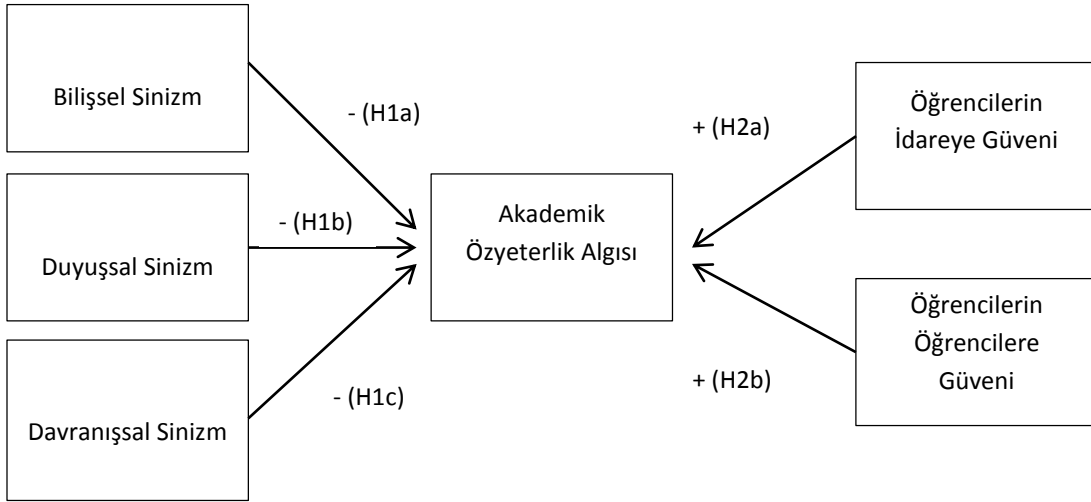 Bilişsel Sinizm
- (H1a)
- (H1b)
Duyuşsal Sinizm
- (H1c)
Davranışsal Sinizm
Akademik
Özyeterlik Algısı
+ (H2a)
Öğrencilerin
İdareye Güveni
+ (H2b)
Öğrencilerin
Öğrencilere
Güveni